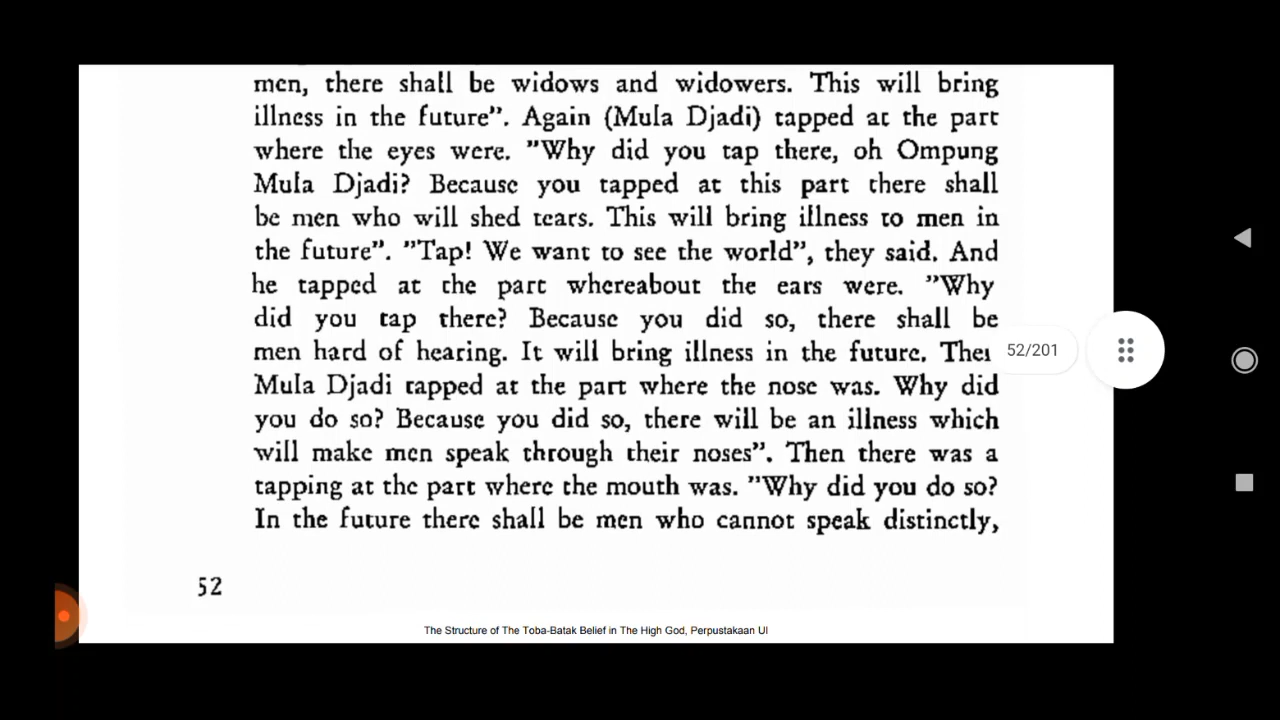 men, there shall be widows and widowers. This will bring
illness in the future”. Again (Mula Djadi) tapped at the part
where the eyes were. ”Why did you tap there, oh Ompung
Mula Djadi? Because you tapped at this part there shall
be men who will shed tears. This will bring illness to men in
the future”. ”Tap! We want to see the world”, they said. And
he tapped at the part whereabout the ears were. ”Why
did you tap there? Because you did so, there shall be
men hard of hearing. It will bring illness in the future. Then
52/201
Mula Djadi tapped at the part where the nose was. Why did
you do so? Because you did so, there will be an illness which
will make men speak through their noses”. Then there was a
tapping at the part where the mouth was. ”Why did you do so?
In the future there shall be men who cannot speak distinctly,
52
The Structure of The Toba-Batak Belief in The High God, Perpustakaan UI